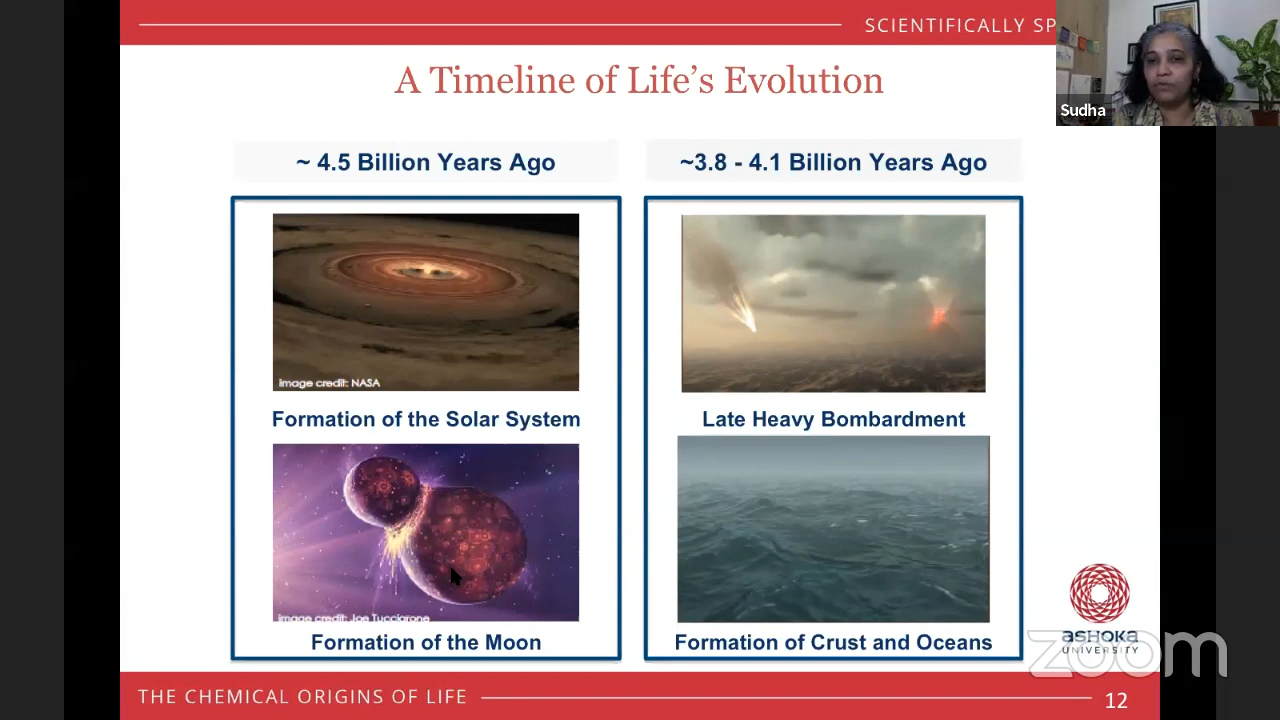 SCIENTIFICALLY SP
Sudha
A Timeline of Life's Evolution
~ 4.5 Billion Years Ago
~3.8 - 4.1 Billion Years Ago
image credit: NASA
Formation of the Solar System
Late Heavy Bombardment
image credit: Joe Tucciarone
Formation of the Moon
Formation of Crust and Oceans
ASHOKA
UNIVERSITY
zoom
THE CHEMICAL ORIGINS OF LIFE
12